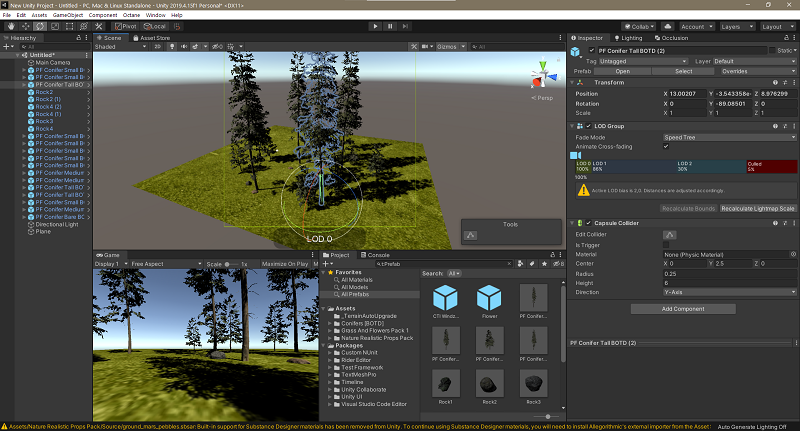 New Unity Project - Untitled - PC, Mac & Linux Standalone - Unity 2019.4.15f1 Personal* <DX11>
File Edit Assets GameObject Component Octane Window Help
Pivot Local Collab Account Layers Layout
Hierarchy
All
Untitled*
Main Camera
PF Conifer Small B
PF Conifer Small B
PF Conifer Tall BOT
Rock2
Rock2 (1)
Rock4 (2)
Rock4 (1)
Rock3
Rock4
PF Conifer Small B
PF Conifer Small B
PF Conifer Small B
PF Conifer Small B
PF Conifer Small B
PF Conifer Medium
PF Conifer Medium
PF Conifer Tall BO
PF Conifer Tall BO
PF Conifer Small B
PF Conifer Medium
PF Conifer Bare BO
Directional Light
Plane
Scene Asset Store
Shaded 2D Gizmos All
Persp
LOD 0
Tools
Game
Display 1 Free Aspect Scale 1x Maximize On Play
Project Console
t:Prefab
Favorites
All Materials
All Models
All Prefabs
Assets
_TerrainAutoUpgrade
Conifers [BOTD]
Grass And Flowers Pack 1
Nature Realistic Props Pack
Packages
Custom NUnit
Rider Editor
Test Framework
TextMeshPro
Timeline
Unity Collaborate
Unity UI
Visual Studio Code Editor
Search: All
CTI Windz... Flower PF Conifer...
PF Conifer... PF Conifer... PF Conifer...
Rock1 Rock2 Rock3
Inspector Lighting Occlusion
PF Conifer Tall BOTD (2) Static
Tag Untagged Layer Default
Prefab Open Select Overrides
Transform
Position X 13.00207 Y -3.543358e- Z 8.976299
Rotation X 0 Y -89.08501 Z 0
Scale X 1 Y 1 Z 1
LOD Group
Fade Mode Speed Tree
Animate Cross-fading
LOD 0 LOD 1 LOD 2 Culled
100% 86% 30% 5%
100%
Active LOD bias is 2,0. Distances are adjusted accordingly.
Recalculate Bounds Recalculate Lightmap Scale
Capsule Collider
Edit Collider
Is Trigger
Material None (Physic Material)
Center X 0 Y 2.5 Z 0
Radius 0.25
Height 6
Direction Y-Axis
Add Component
PF Conifer Tall BOTD (2)
Assets/Nature Realistic Props Pack/Source/ground_mars_pebbles.sbsar: Built-in support for Substance Designer materials has been removed from Unity. To continue using Substance Designer materials, you will need to install Allegorithmic's external importer from the Asset
Auto Generate Lighting Off